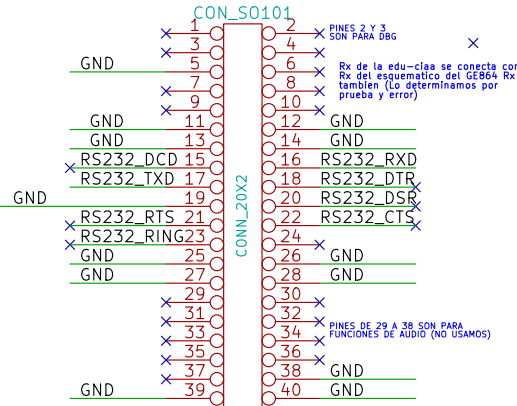 CON_SO101
1 2 PINES 2 Y 3
SON PARA DBG
3 4
GND 5 6 Rx de la edu-ciaa se conecta con
Rx del esquematico del GE864 Rx
7 8 tambien (Lo determinamos por
prueba y error)
9 10
GND 11 12 GND
GND 13 14 GND
RS232_DCD 15 16 RS232_RXD
RS232_TXD 17 18 RS232_DTR
GND 19 20 RS232_DSR
RS232_RTS 21 22 RS232_CTS
RS232_RING 23 24
GND 25 26 GND
GND 27 28 GND
29 30
31 32 PINES DE 29 A 38 SON PARA
33 34 FUNCIONES DE AUDIO (NO USAMOS)
35 36
37 38 GND
GND 39 40 GND
CONN_20X2